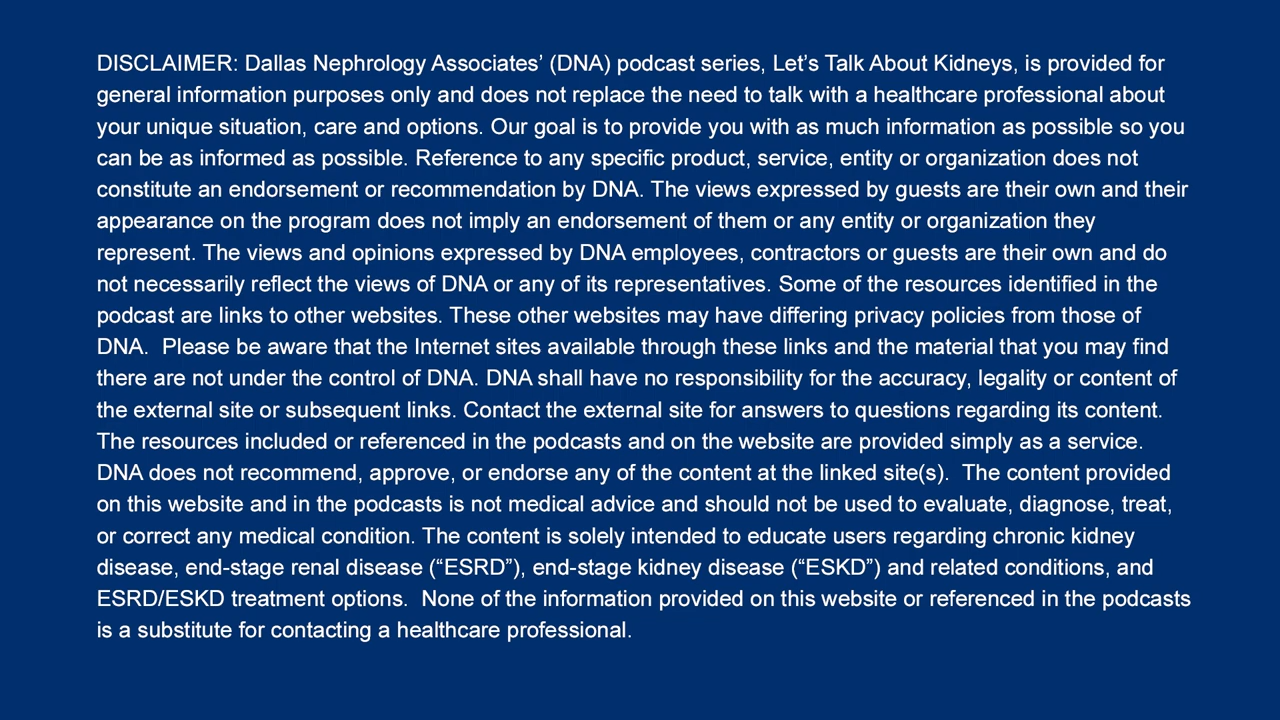 DISCLAIMER: Dallas Nephrology Associates’ (DNA) podcast series, Let’s Talk About Kidneys, is provided for
general information purposes only and does not replace the need to talk with a healthcare professional about
your unique situation, care and options. Our goal is to provide you with as much information as possible so you
can be as informed as possible. Reference to any specific product, service, entity or organization does not
constitute an endorsement or recommendation by DNA. The views expressed by guests are their own and their
appearance on the program does not imply an endorsement of them or any entity or organization they
represent. The views and opinions expressed by DNA employees, contractors or guests are their own and do
not necessarily reflect the views of DNA or any of its representatives. Some of the resources identified in the
podcast are links to other websites. These other websites may have differing privacy policies from those of
DNA.  Please be aware that the Internet sites available through these links and the material that you may find
there are not under the control of DNA. DNA shall have no responsibility for the accuracy, legality or content of
the external site or subsequent links. Contact the external site for answers to questions regarding its content.
The resources included or referenced in the podcasts and on the website are provided simply as a service.
DNA does not recommend, approve, or endorse any of the content at the linked site(s).  The content provided
on this website and in the podcasts is not medical advice and should not be used to evaluate, diagnose, treat,
or correct any medical condition. The content is solely intended to educate users regarding chronic kidney
disease, end-stage renal disease (“ESRD”), end-stage kidney disease (“ESKD”) and related conditions, and
ESRD/ESKD treatment options.  None of the information provided on this website or referenced in the podcasts
is a substitute for contacting a healthcare professional.